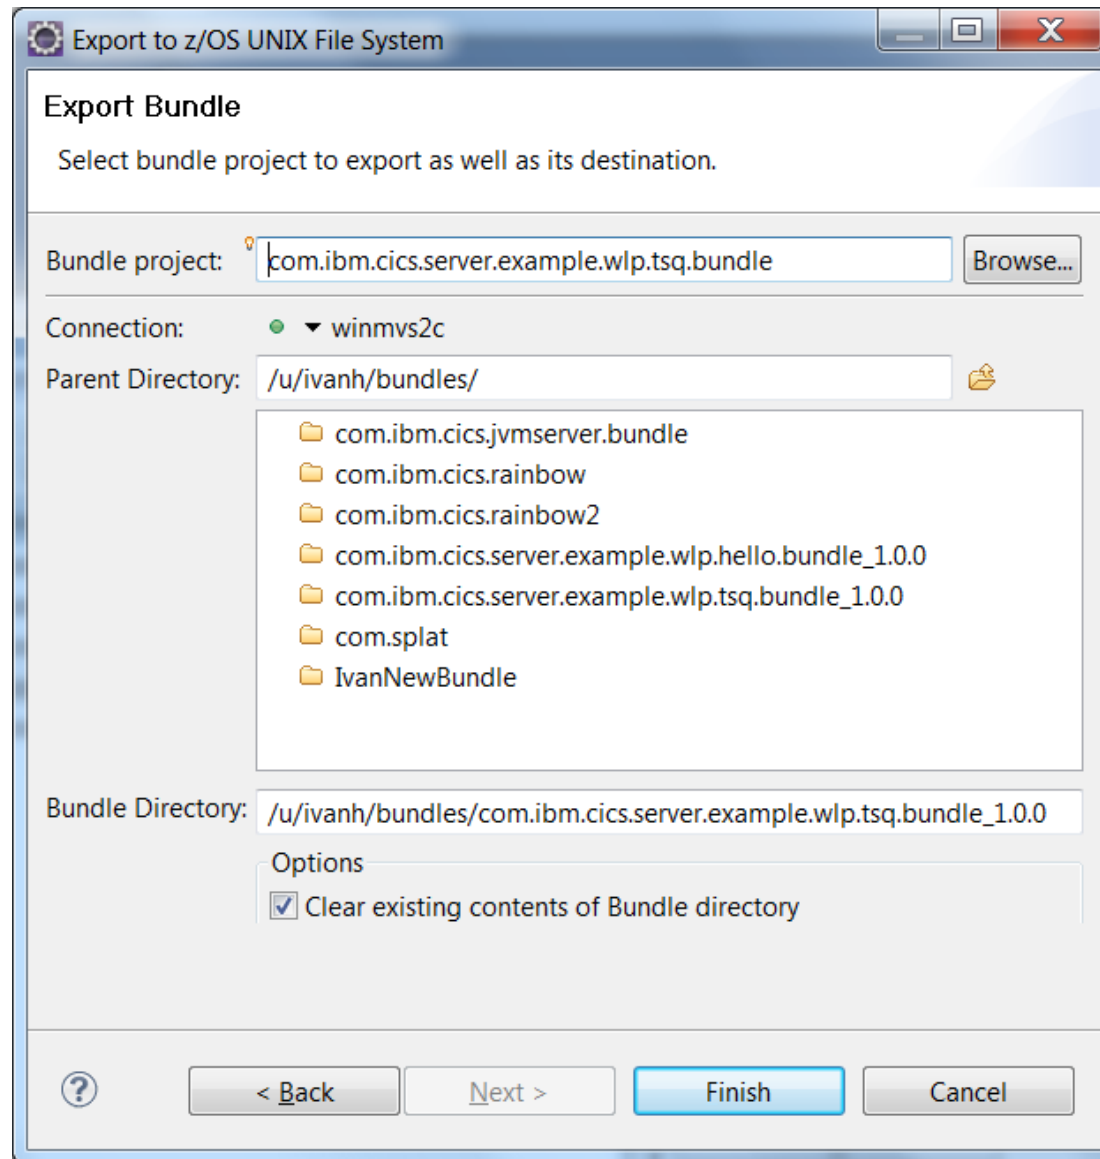 Export to z/OS UNIX File System
Export Bundle
Select bundle project to export as well as its destination.
Bundle project: com.ibm.cics.server.example.wlp.tsq.bundle Browse...
Connection: winmvs2c
Parent Directory: /u/ivanh/bundles/
com.ibm.cics.jvmserver.bundle
com.ibm.cics.rainbow
com.ibm.cics.rainbow2
com.ibm.cics.server.example.wlp.hello.bundle_1.0.0
com.ibm.cics.server.example.wlp.tsq.bundle_1.0.0
com.splat
IvanNewBundle
Bundle Directory: /u/ivanh/bundles/com.ibm.cics.server.example.wlp.tsq.bundle_1.0.0
Options
Clear existing contents of Bundle directory
? < Back Next > Finish Cancel